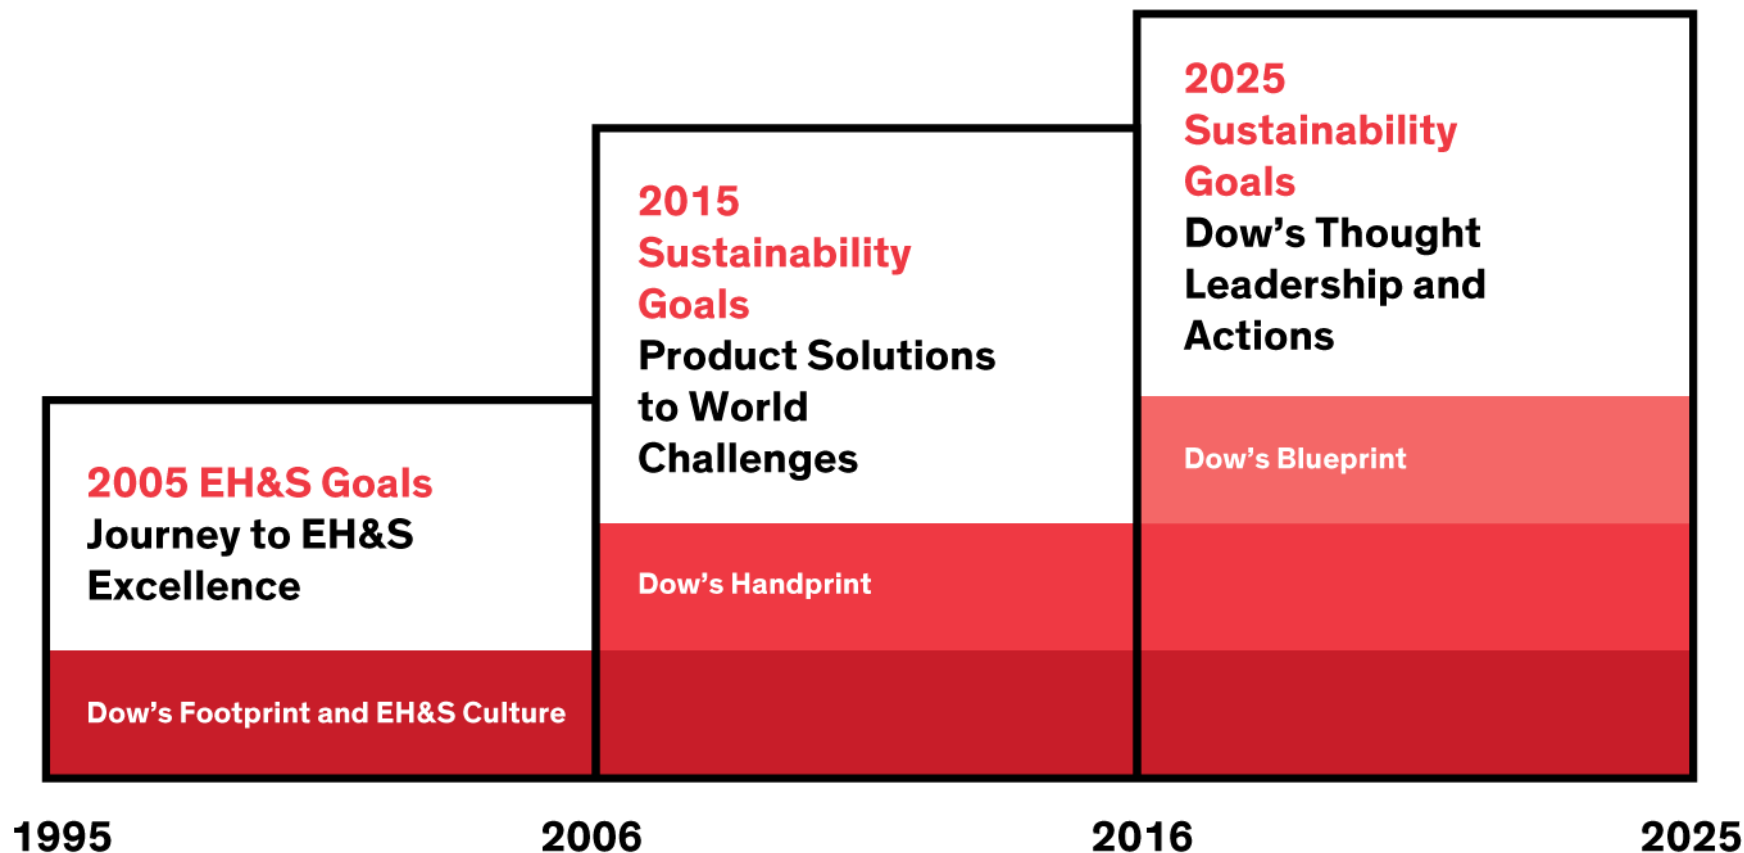 2005 EH&S Goals
Journey to EH&S
Excellence
Dow’s Footprint and EH&S Culture
2015
Sustainability
Goals
Product Solutions
to World
Challenges
Dow’s Handprint
2025
Sustainability
Goals
Dow’s Thought
Leadership and
Actions
Dow’s Blueprint
1995
2006
2016
2025